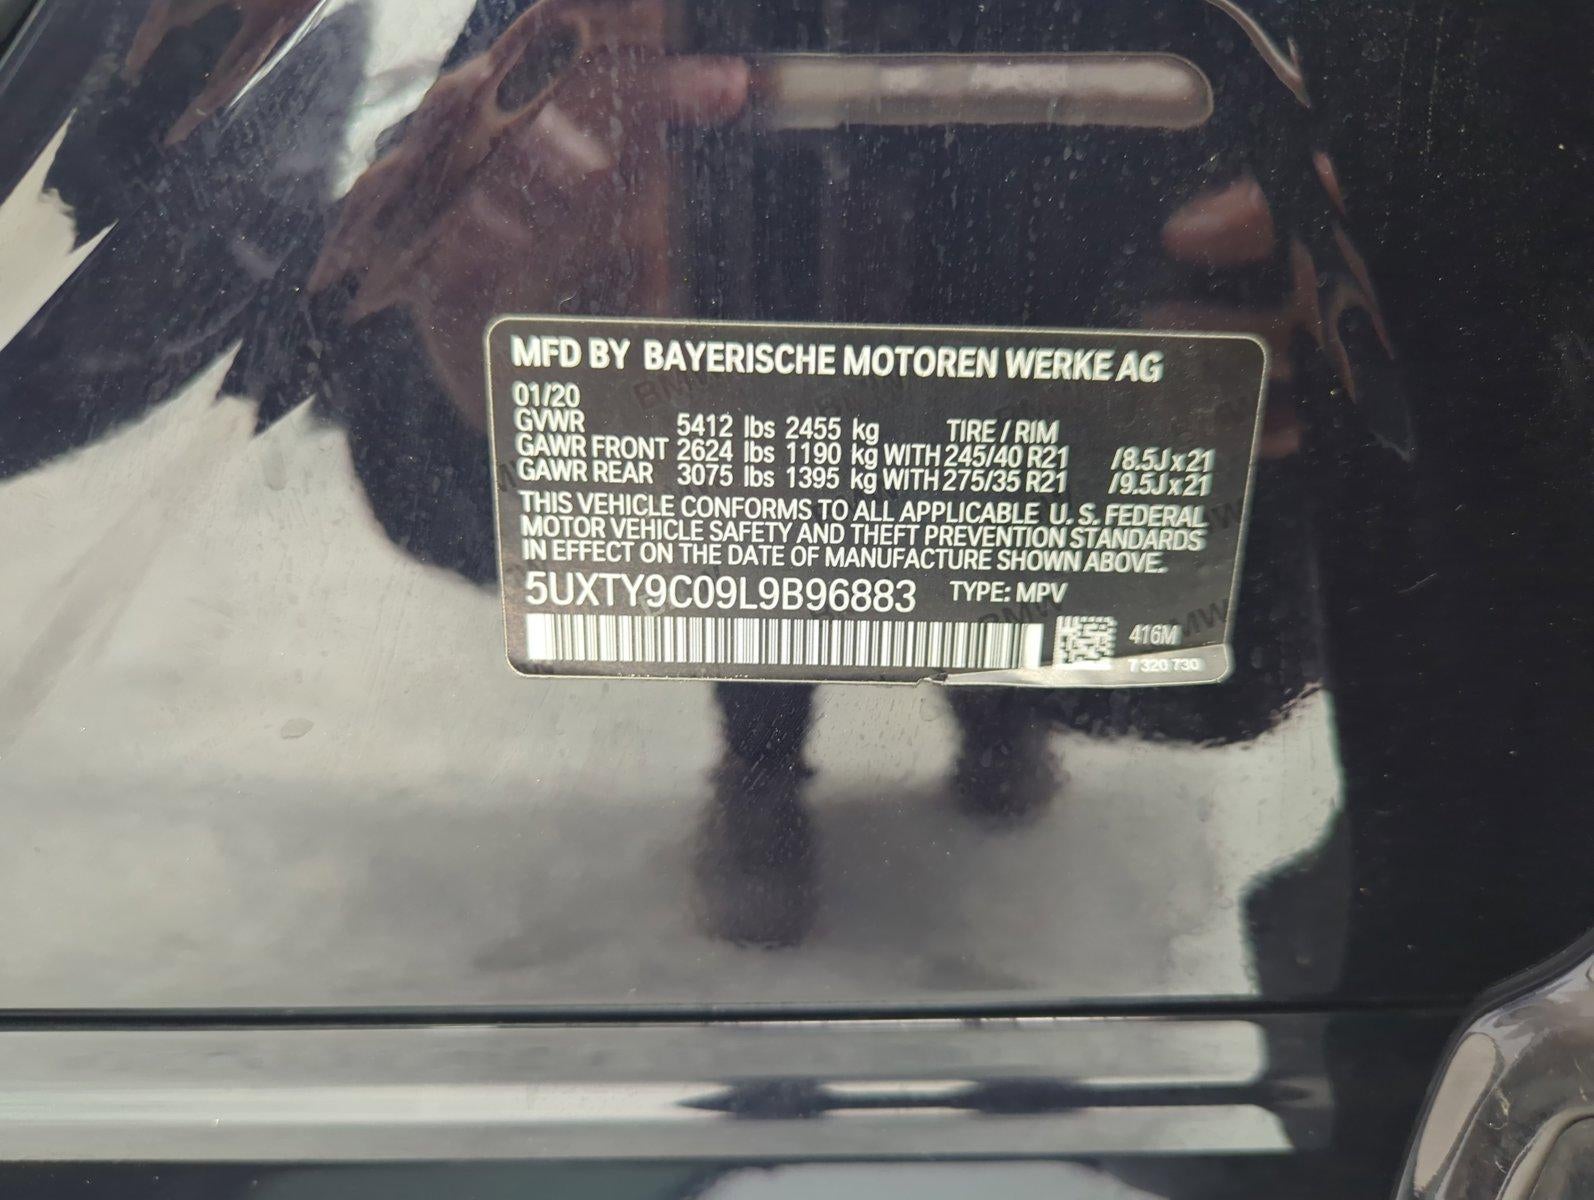 MFD BY BAYERISCHE MOTOREN WERKE AG
01/20
GVWR 5412 lbs 2455 kg TIRE / RIM
GAWR FRONT 2624 lbs 1190 kg WITH 245/40 R21 /8.5J x 21
GAWR REAR 3075 lbs 1395 kg WITH 275/35 R21 /9.5J x 21
THIS VEHICLE CONFORMS TO ALL APPLICABLE U. S. FEDERAL
MOTOR VEHICLE SAFETY AND THEFT PREVENTION STANDARDS
IN EFFECT ON THE DATE OF MANUFACTURE SHOWN ABOVE.
5UXTY9C09L9B96883 TYPE: MPV
416M
7 320 730